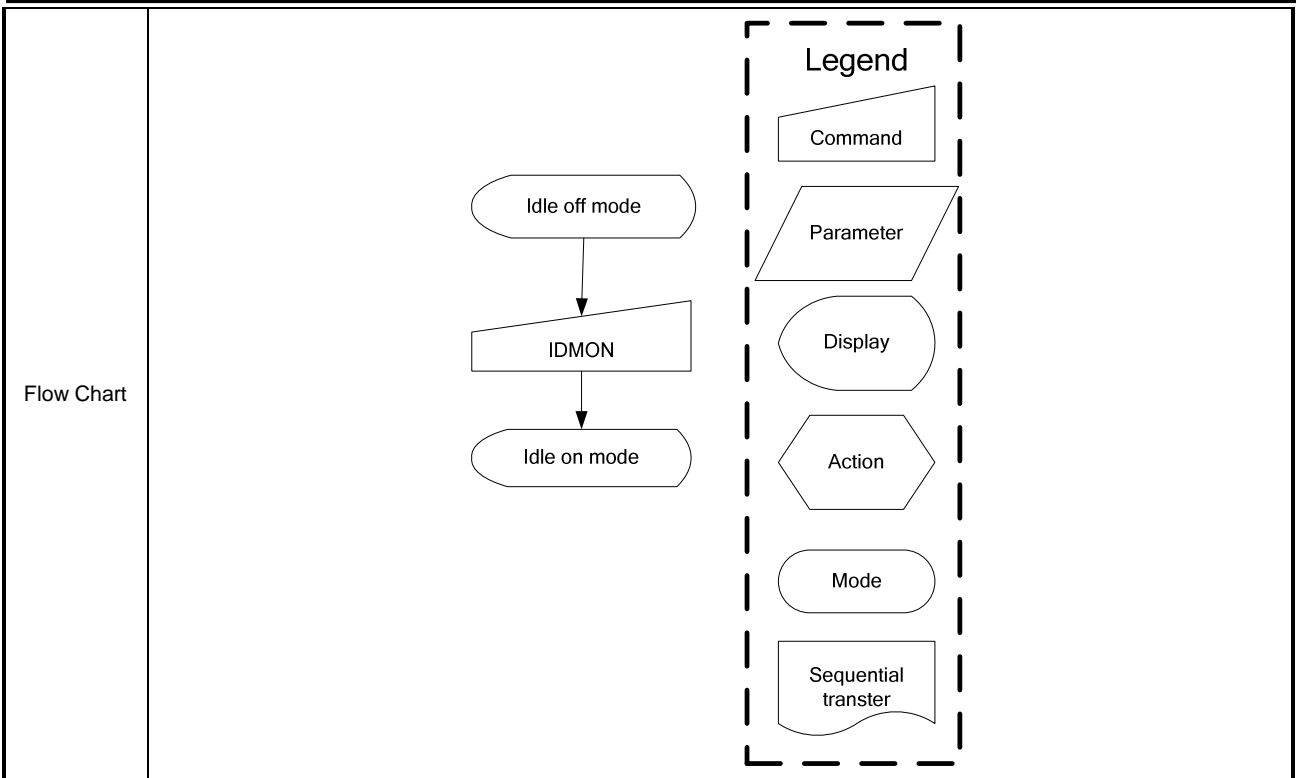 Flow Chart
Idle off mode
IDMON
Idle on mode
Legend
Command
Parameter
Display
Action
Mode
Sequential
transter